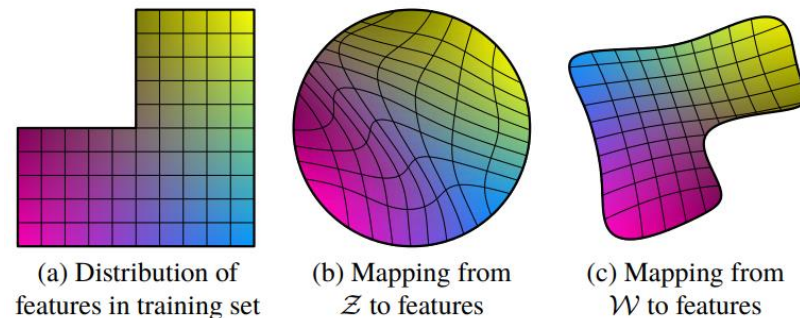 (a) Distribution of
features in training set
(b) Mapping from
𝒵 to features
(c) Mapping from
𝒲 to features